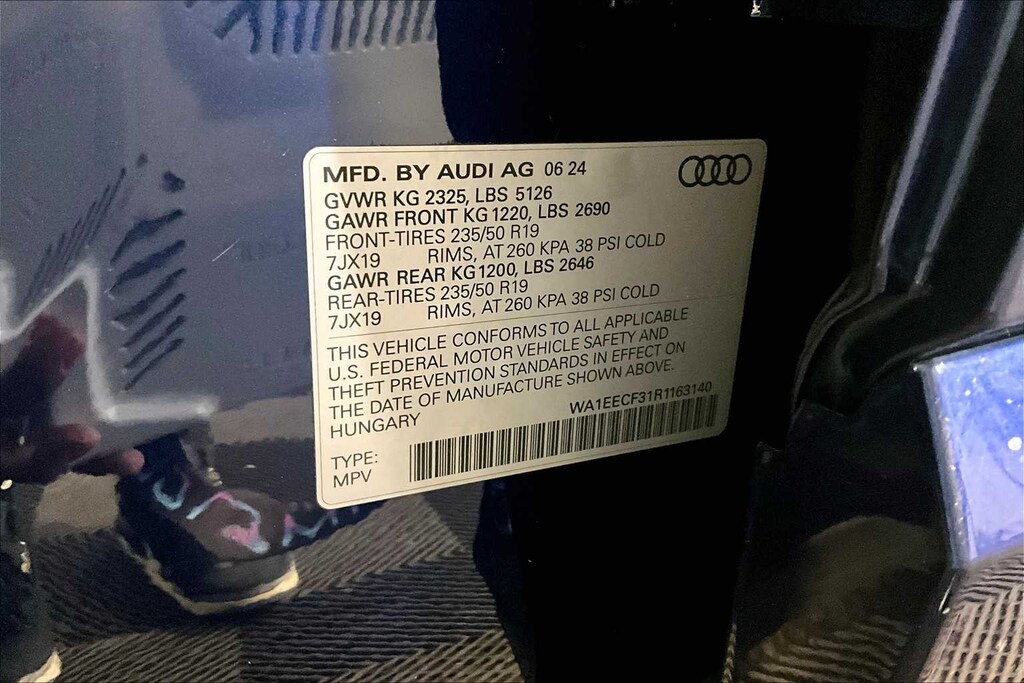 MFD. BY AUDI AG 06 24
GVWR KG 2325, LBS 5126
GAWR FRONT KG 1220, LBS 2690
FRONT-TIRES 235/50 R19
7JX19 RIMS, AT 260 KPA 38 PSI COLD
GAWR REAR KG 1200, LBS 2646
REAR-TIRES 235/50 R19
7JX19 RIMS, AT 260 KPA 38 PSI COLD
THIS VEHICLE CONFORMS TO ALL APPLICABLE
U.S. FEDERAL MOTOR VEHICLE SAFETY AND
THEFT PREVENTION STANDARDS IN EFFECT ON
THE DATE OF MANUFACTURE SHOWN ABOVE.
HUNGARY WA1EECF31R1163140
TYPE:
MPV